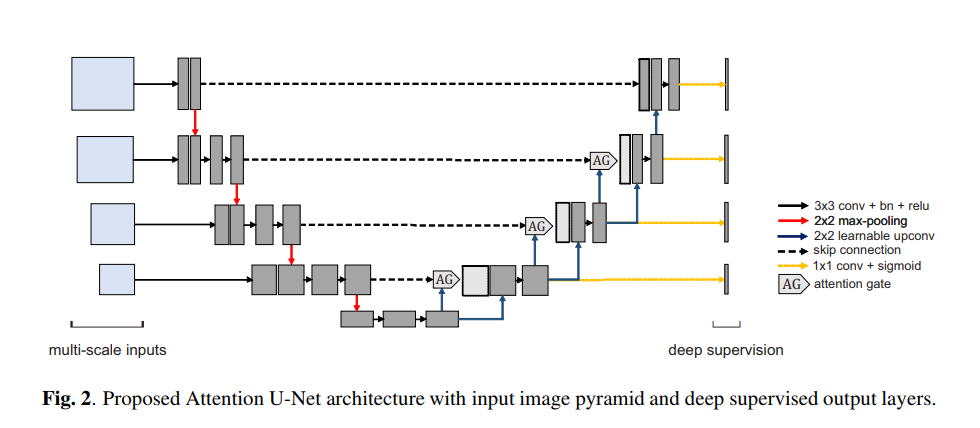 AG
3x3 conv + bn + relu
2x2 max-pooling
AG
2x2 learnable upconv
skip connection
1x1 conv + sigmoid
AG
AG attention gate
multi-scale inputs
deep supervision
Fig. 2. Proposed Attention U-Net architecture with input image pyramid and deep supervised output layers.